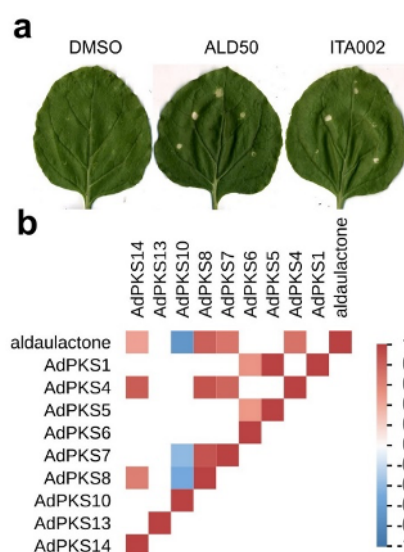 a
DMSO ALD50 ITA002
b
AdPKS14 AdPKS13 AdPKS10 AdPKS8 AdPKS7 AdPKS6 AdPKS5 AdPKS4 AdPKS1 aldaulactone
aldaulactone
AdPKS1
AdPKS4
AdPKS5
AdPKS6
AdPKS7
AdPKS8
AdPKS10
AdPKS13
AdPKS14